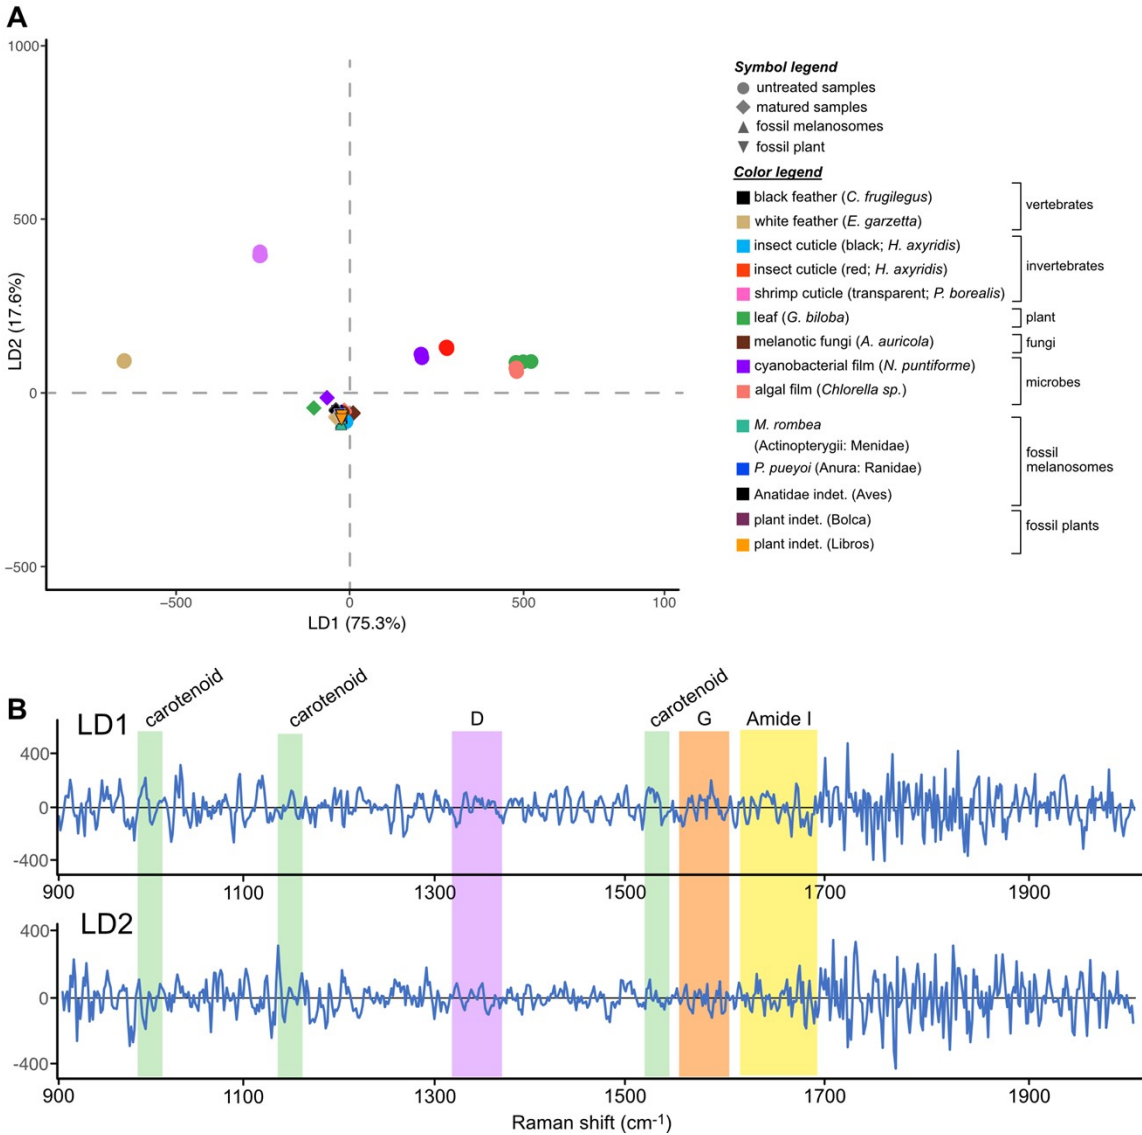 A
1000
500
0
−500
LD2 (17.6%)
−500
0
500
100
LD1 (75.3%)
Symbol legend
untreated samples
matured samples
fossil melanosomes
fossil plant
Color legend
black feather (C. frugilegus)
white feather (E. garzetta)
vertebrates
insect cuticle (black; H. axyridis)
insect cuticle (red; H. axyridis)
shrimp cuticle (transparent; P. borealis)
invertebrates
leaf (G. biloba)
plant
melanotic fungi (A. auricola)
fungi
cyanobacterial film (N. puntiforme)
algal film (Chlorella sp.)
microbes
M. rombea
(Actinopterygii: Menidae)
P. pueyoi (Anura: Ranidae)
Anatidae indet. (Aves)
fossil
melanosomes
plant indet. (Bolca)
plant indet. (Libros)
fossil plants
B
LD1
carotenoid
carotenoid
D
carotenoid
G
Amide I
400
0
-400
900
1100
1300
1500
1700
1900
LD2
400
0
-400
900
1100
1300
1500
1700
1900
Raman shift (cm-1)